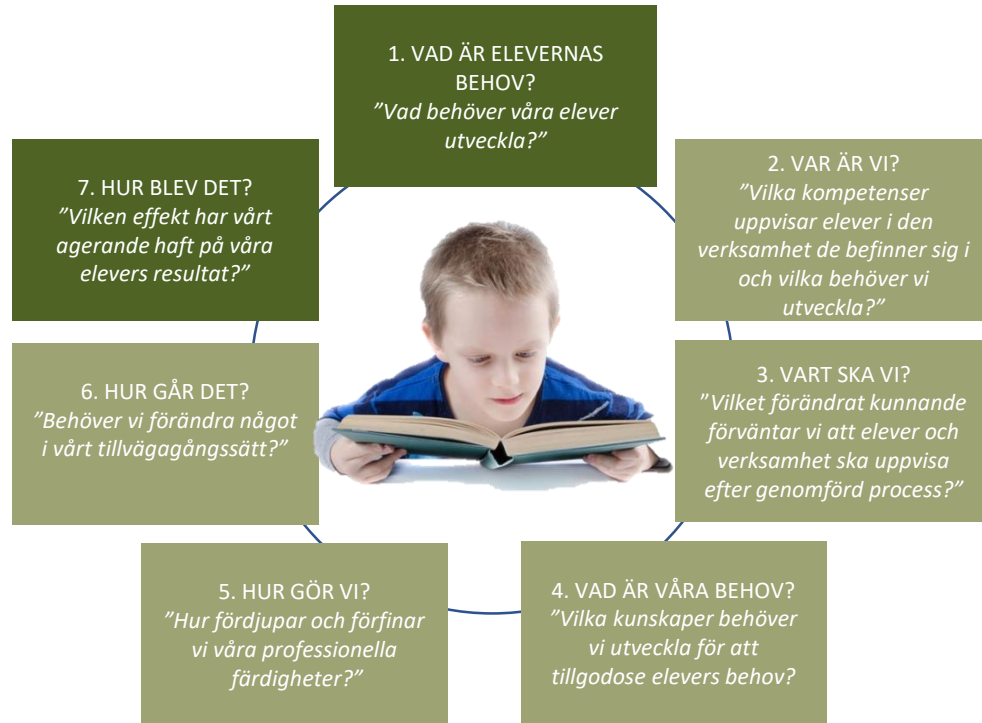 1. VAD ÄR ELEVERNAS
BEHOV?
”Vad behöver våra elever
utveckla?”
2. VAR ÄR VI?
”Vilka kompetenser
uppvisar elever i den
verksamhet de befinner sig i
och vilka behöver vi
utveckla?”
3. VART SKA VI?
”Vilket förändrat kunnande
förväntar vi att elever och
verksamhet ska uppvisa
efter genomförd process?”
4. VAD ÄR VÅRA BEHOV?
”Vilka kunskaper behöver
vi utveckla för att
tillgodose elevers behov?
5. HUR GÖR VI?
”Hur fördjupar och förfinar
vi våra professionella
färdigheter?”
6. HUR GÅR DET?
”Behöver vi förändra något
i vårt tillvägagångssätt?”
7. HUR BLEV DET?
”Vilken effekt har vårt
agerande haft på våra
elevers resultat?”